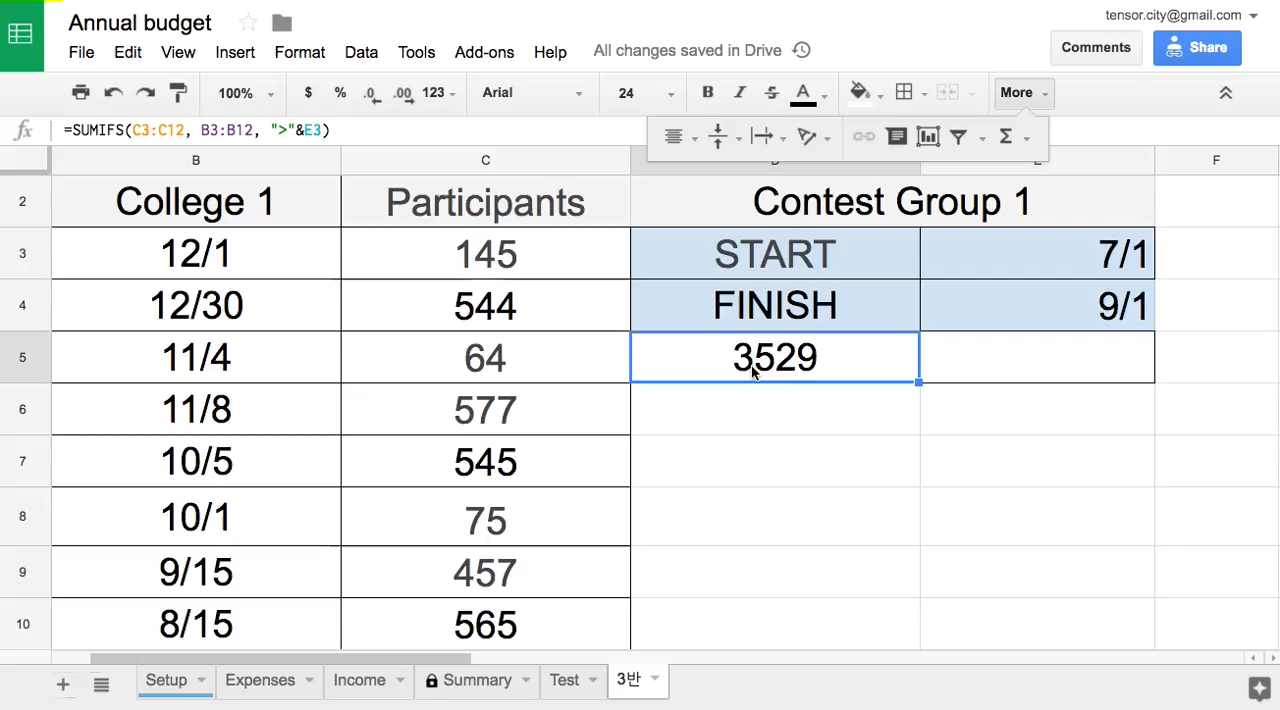 Annual budget
tensor.city@gmail.com
File Edit View Insert Format Data Tools Add-ons Help All changes saved in Drive
Comments Share
100% $ % .0 .00 123 Arial 24 B I S A More
fx =SUMIFS(C3:C12, B3:B12, ">"&E3)
Σ
B C F
2 College 1 Participants Contest Group 1
3 12/1 145 START 7/1
4 12/30 544 FINISH 9/1
5 11/4 64 3529
6 11/8 577
7 10/5 545
8 10/1 75
9 9/15 457
10 8/15 565
+ Setup Expenses Income Summary Test 3반